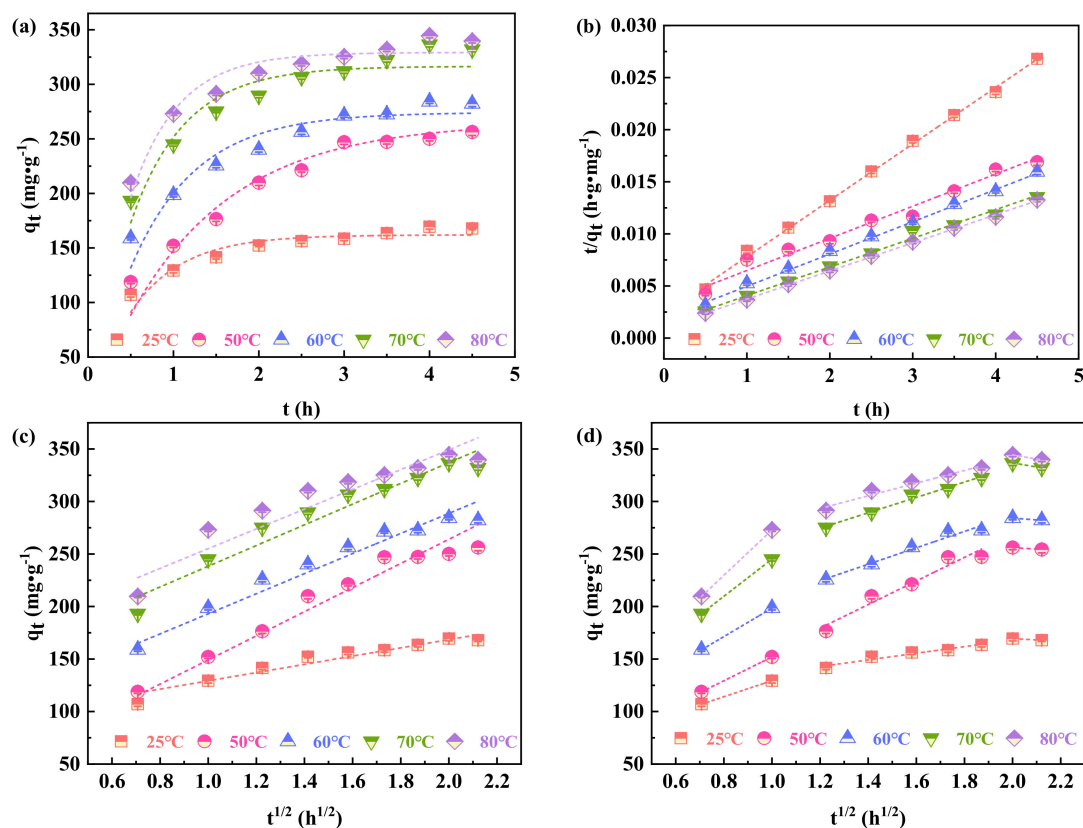 (a)
350
300
250
200
150
100
50
qt (mg•g-1)
25°C 50°C 60°C 70°C 80°C
0 1 2 3 4 5
t (h)
(b)
0.030
0.025
0.020
0.015
0.010
0.005
0.000
t/qt (h•g•mg-1)
25°C 50°C 60°C 70°C 80°C
0 1 2 3 4 5
t (h)
(c)
350
300
250
200
150
100
50
qt (mg•g-1)
25°C 50°C 60°C 70°C 80°C
0.6 0.8 1.0 1.2 1.4 1.6 1.8 2.0 2.2
t1/2 (h1/2)
(d)
350
300
250
200
150
100
50
qt (mg•g-1)
25°C 50°C 60°C 70°C 80°C
0.6 0.8 1.0 1.2 1.4 1.6 1.8 2.0 2.2
t1/2 (h1/2)